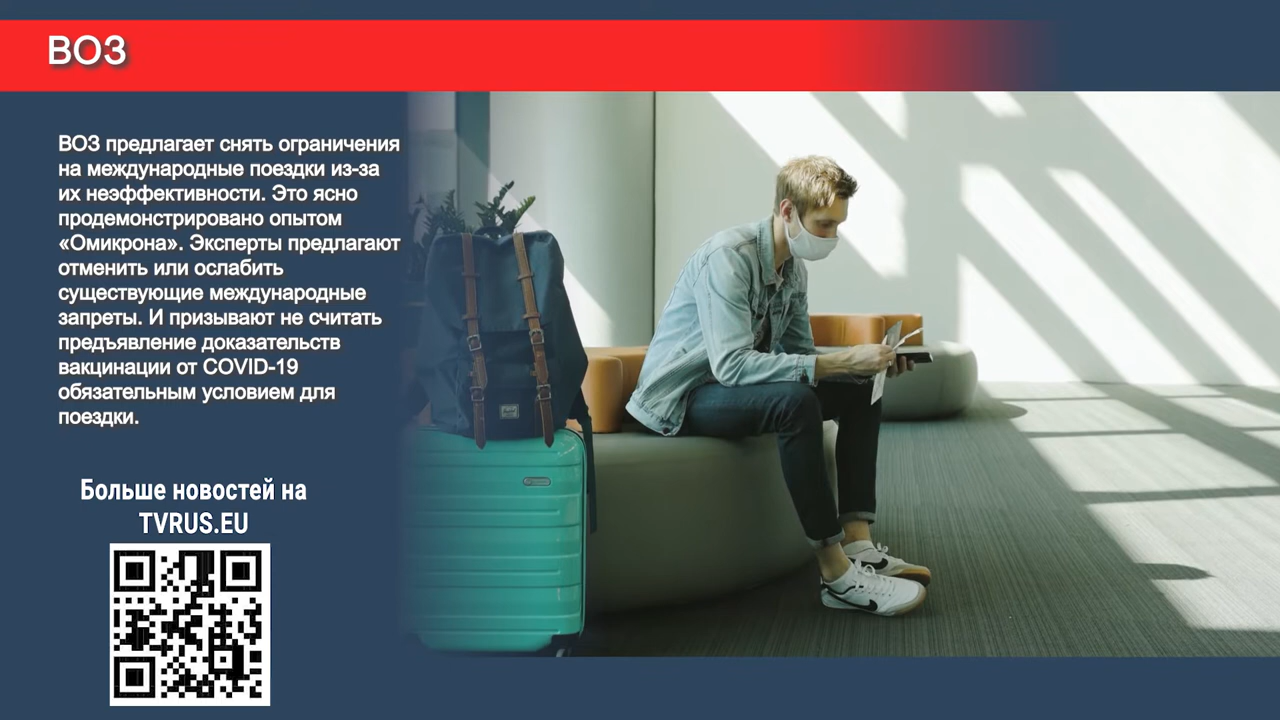 ВОЗ
ВОЗ предлагает снять ограничения
на международные поездки из-за
их неэффективности. Это ясно
продемонстрировано опытом
«Омикрона». Эксперты предлагают
отменить или ослабить
существующие международные
запреты. И призывают не считать
предъявление доказательств
вакцинации от COVID-19
обязательным условием для
поездки.
Больше новостей на
TVRUS.EU